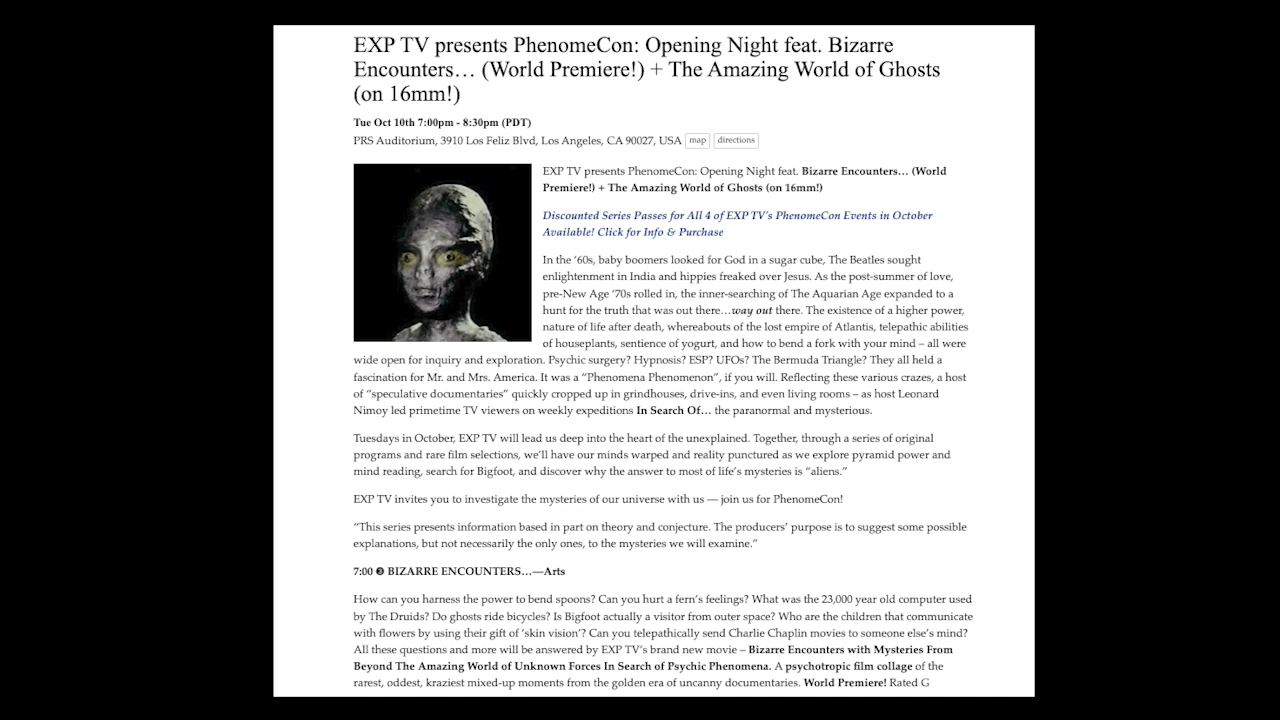 EXP TV presents PhenomeCon: Opening Night feat. Bizarre
Encounters… (World Premiere!) + The Amazing World of Ghosts
(on 16mm!)
Tue Oct 10th 7:00pm - 8:30pm (PDT)
PRS Auditorium, 3910 Los Feliz Blvd, Los Angeles, CA 90027, USA map directions
EXP TV presents PhenomeCon: Opening Night feat. Bizarre Encounters… (World
Premiere!) + The Amazing World of Ghosts (on 16mm!)
Discounted Series Passes for All 4 of EXP TV's PhenomeCon Events in October
Available! Click for Info & Purchase
In the '60s, baby boomers looked for God in a sugar cube, The Beatles sought
enlightenment in India and hippies freaked over Jesus. As the post-summer of love,
pre-New Age '70s rolled in, the inner-searching of The Aquarian Age expanded to a
hunt for the truth that was out there…way out there. The existence of a higher power,
nature of life after death, whereabouts of the lost empire of Atlantis, telepathic abilities
of houseplants, sentience of yogurt, and how to bend a fork with your mind – all were
wide open for inquiry and exploration. Psychic surgery? Hypnosis? ESP? UFOs? The Bermuda Triangle? They all held a
fascination for Mr. and Mrs. America. It was a “Phenomena Phenomenon”, if you will. Reflecting these various crazes, a host
of “speculative documentaries” quickly cropped up in grindhouses, drive-ins, and even living rooms – as host Leonard
Nimoy led primetime TV viewers on weekly expeditions In Search Of… the paranormal and mysterious.
Tuesdays in October, EXP TV will lead us deep into the heart of the unexplained. Together, through a series of original
programs and rare film selections, we'll have our minds warped and reality punctured as we explore pyramid power and
mind reading, search for Bigfoot, and discover why the answer to most of life's mysteries is “aliens.”
EXP TV invites you to investigate the mysteries of our universe with us — join us for PhenomeCon!
“This series presents information based in part on theory and conjecture. The producers' purpose is to suggest some possible
explanations, but not necessarily the only ones, to the mysteries we will examine.”
7:00 ❸ BIZARRE ENCOUNTERS…—Arts
How can you harness the power to bend spoons? Can you hurt a fern's feelings? What was the 23,000 year old computer used
by The Druids? Do ghosts ride bicycles? Is Bigfoot actually a visitor from outer space? Who are the children that communicate
with flowers by using their gift of 'skin vision'? Can you telepathically send Charlie Chaplin movies to someone else's mind?
All these questions and more will be answered by EXP TV's brand new movie – Bizarre Encounters with Mysteries From
Beyond The Amazing World of Unknown Forces In Search of Psychic Phenomena. A psychotropic film collage of the
rarest, oddest, kraziest mixed-up moments from the golden era of uncanny documentaries. World Premiere! Rated G